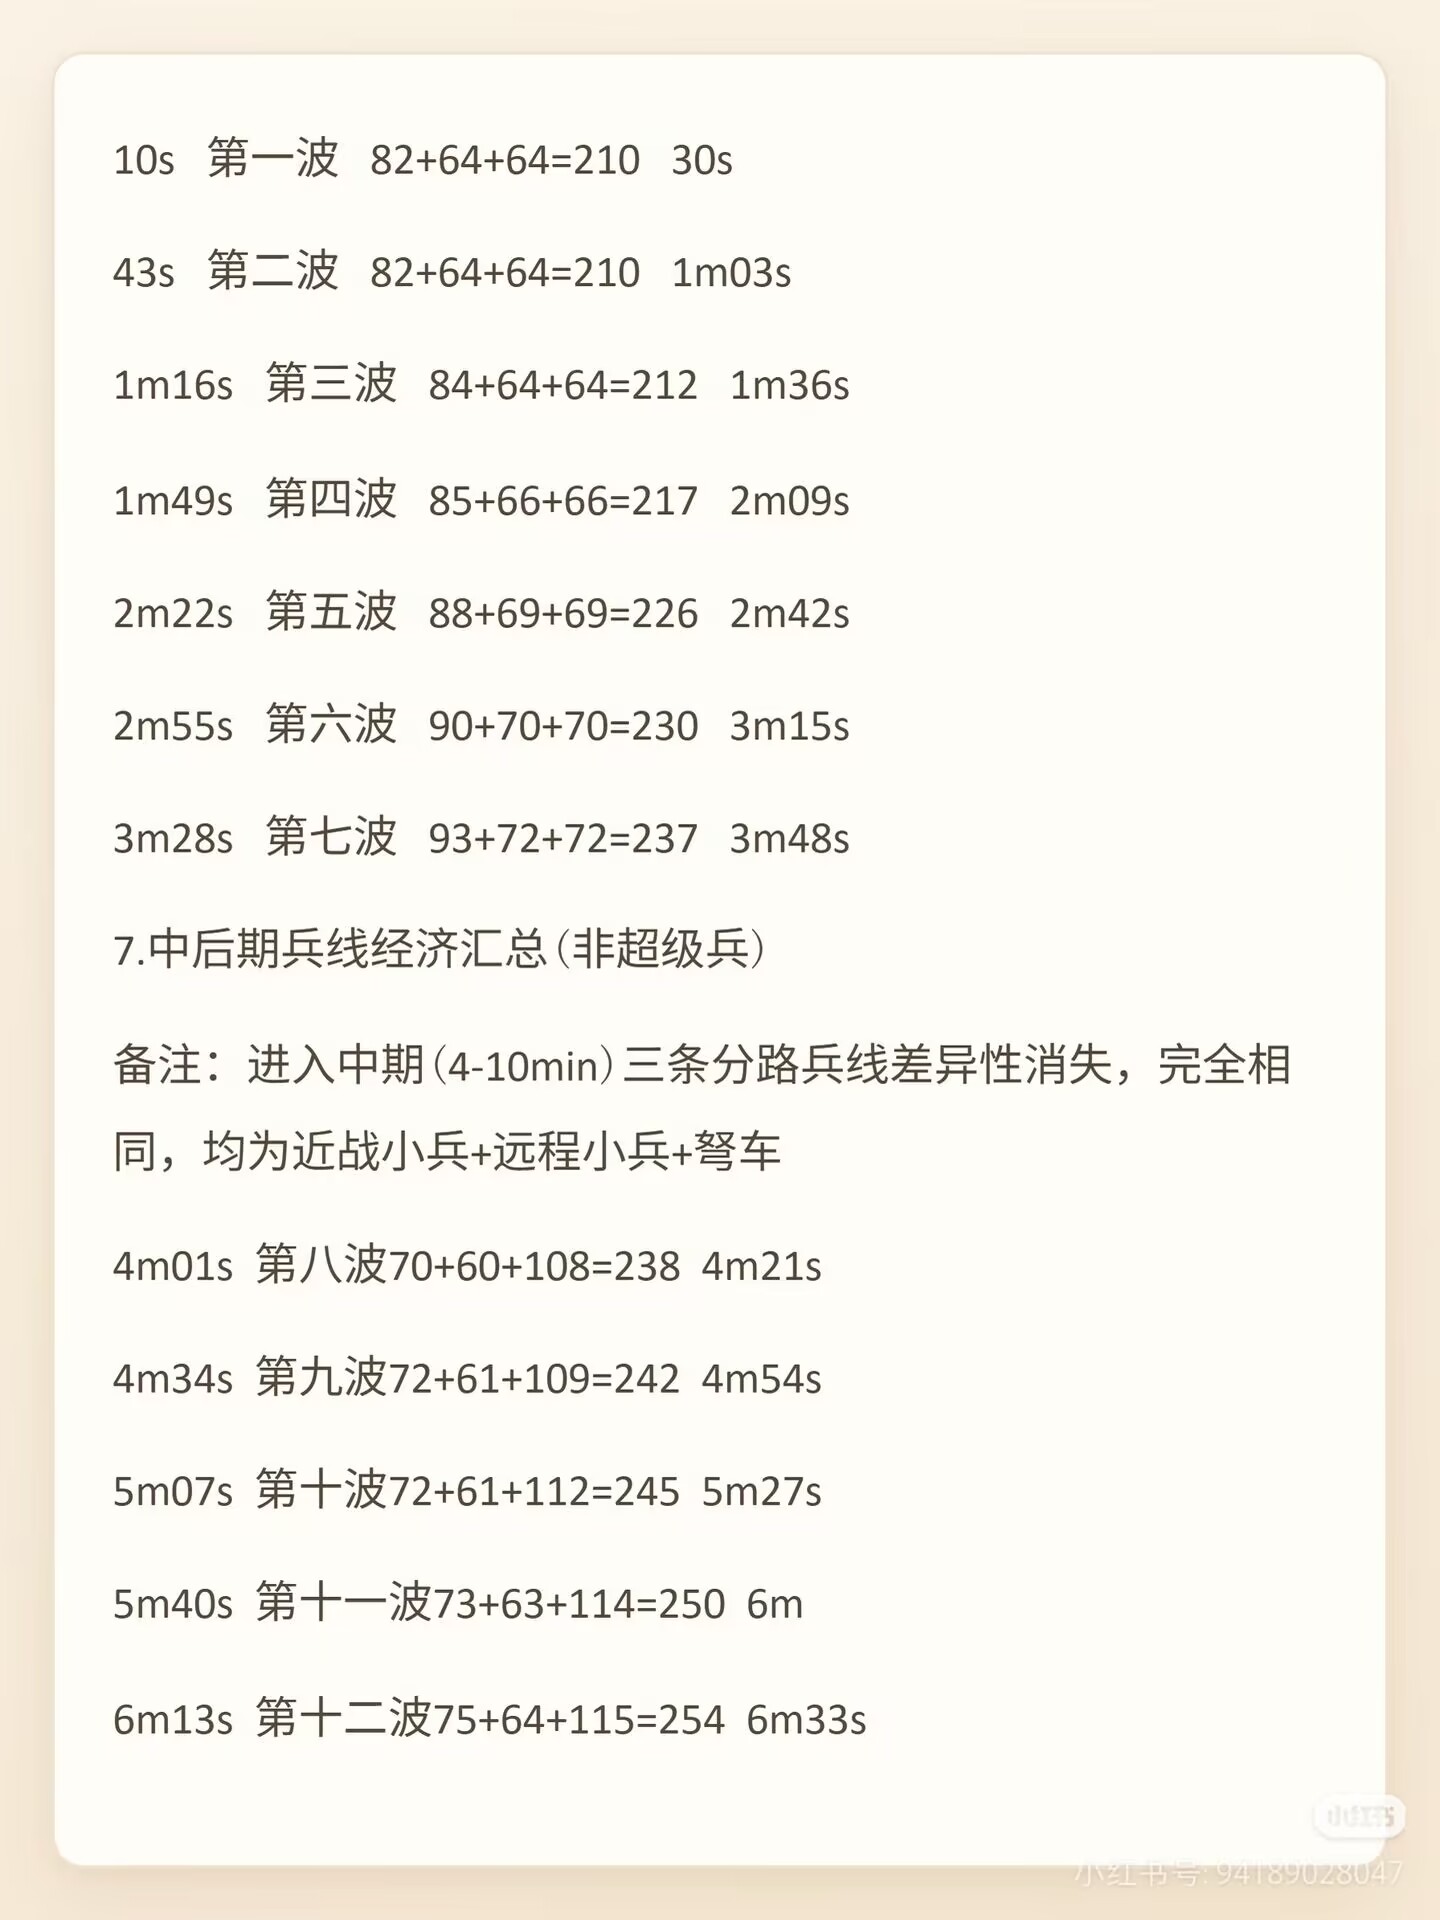 10s 第一波 82+64+64=210 30s
43s 第二波 82+64+64=210 1m03s
1m16s 第三波 84+64+64=212 1m36s
1m49s 第四波 85+66+66=217 2m09s
2m22s 第五波 88+69+69=226 2m42s
2m55s 第六波 90+70+70=230 3m15s
3m28s 第七波 93+72+72=237 3m48s
7.中后期兵线经济汇总(非超级兵)
备注：进入中期(4-10min)三条分路兵线差异性消失，完全相
同，均为近战小兵+远程小兵+弩车
4m01s 第八波70+60+108=238 4m21s
4m34s 第九波72+61+109=242 4m54s
5m07s 第十波72+61+112=245 5m27s
5m40s 第十一波73+63+114=250 6m
6m13s 第十二波75+64+115=254 6m33s
小红书号: 94189028047